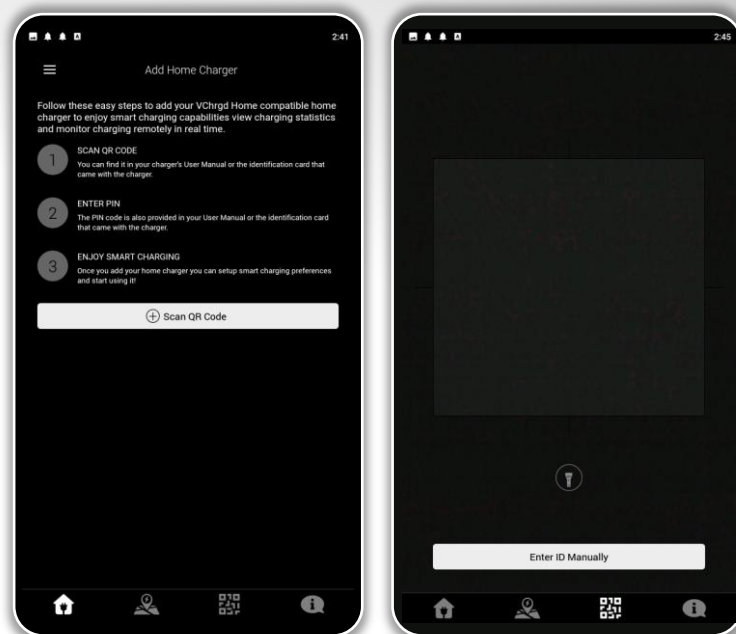 2:41
Add Home Charger
Follow these easy steps to add your VChrgd Home compatible home
charger to enjoy smart charging capabilities view charging statistics
and monitor charging remotely in real time.
1
SCAN QR CODE
You can find it in your charger's User Manual or the identification card that
came with the charger.
2
ENTER PIN
The PIN code is also provided in your User Manual or the identification card
that came with the charger.
3
ENJOY SMART CHARGING
Once you add your home charger you can setup smart charging preferences
and start using it!
Scan QR Code
2:45
Enter ID Manually